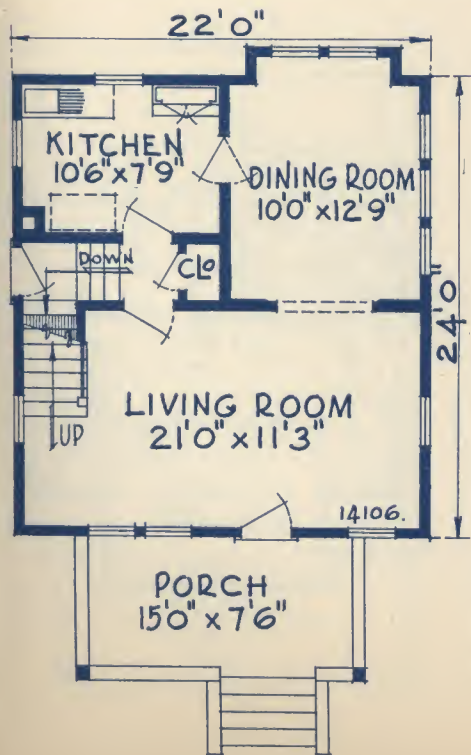 22'0"
KITCHEN
10'6"x7'9"
DINING ROOM
10'0"x12'9"
DOWN
CLO
24'0"
LIVING ROOM
21'0"x11'3"
UP
14106.
PORCH
15'0" x 7'6"